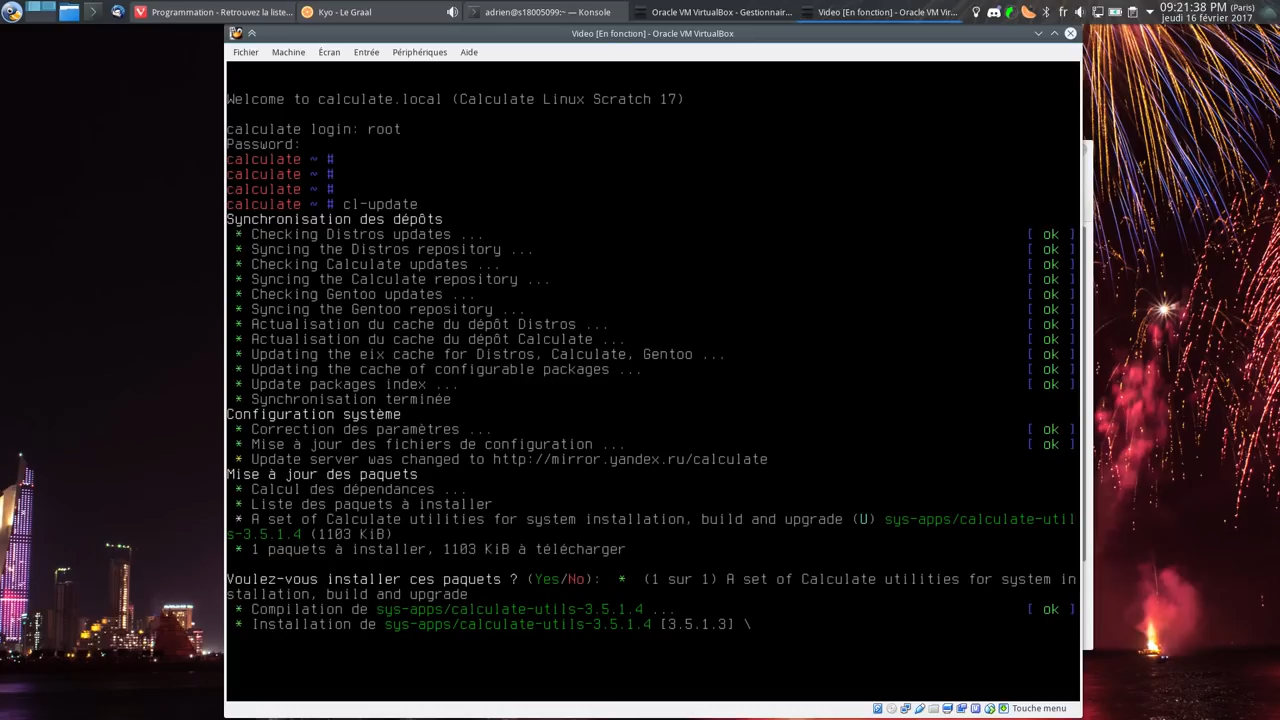 Programmation - Retrouvez la liste...
Kyo - Le Graal
adrien@s18005099:~ — Konsole
Oracle VM VirtualBox - Gestionnair...
Video [En fonction] - Oracle VM Vir...
fr
09:21:38 PM (Paris)
jeudi 16 février 2017
Video [En fonction] - Oracle VM VirtualBox
Fichier Machine Écran Entrée Périphériques Aide
Welcome to calculate.local (Calculate Linux Scratch 17)
calculate login: root
Password:
calculate ~ #
calculate ~ #
calculate ~ #
calculate ~ # cl-update
Synchronisation des dépôts
* Checking Distros updates ... [ ok ]
* Syncing the Distros repository ... [ ok ]
* Checking Calculate updates ... [ ok ]
* Syncing the Calculate repository ... [ ok ]
* Checking Gentoo updates ... [ ok ]
* Syncing the Gentoo repository ... [ ok ]
* Actualisation du cache du dépôt Distros ... [ ok ]
* Actualisation du cache du dépôt Calculate ... [ ok ]
* Updating the eix cache for Distros, Calculate, Gentoo ... [ ok ]
* Updating the cache of configurable packages ... [ ok ]
* Update packages index ... [ ok ]
* Synchronisation terminée
Configuration système
* Correction des paramètres ... [ ok ]
* Mise à jour des fichiers de configuration ... [ ok ]
* Update server was changed to http://mirror.yandex.ru/calculate
Mise à jour des paquets
* Calcul des dépendances ...
* Liste des paquets à installer
* A set of Calculate utilities for system installation, build and upgrade (U) sys-apps/calculate-util
s-3.5.1.4 (1103 KiB)
* 1 paquets à installer, 1103 KiB à télécharger
Voulez-vous installer ces paquets ? (Yes/No): * (1 sur 1) A set of Calculate utilities for system in
stallation, build and upgrade
* Compilation de sys-apps/calculate-utils-3.5.1.4 ... [ ok ]
* Installation de sys-apps/calculate-utils-3.5.1.4 [3.5.1.3] \
Touche menu